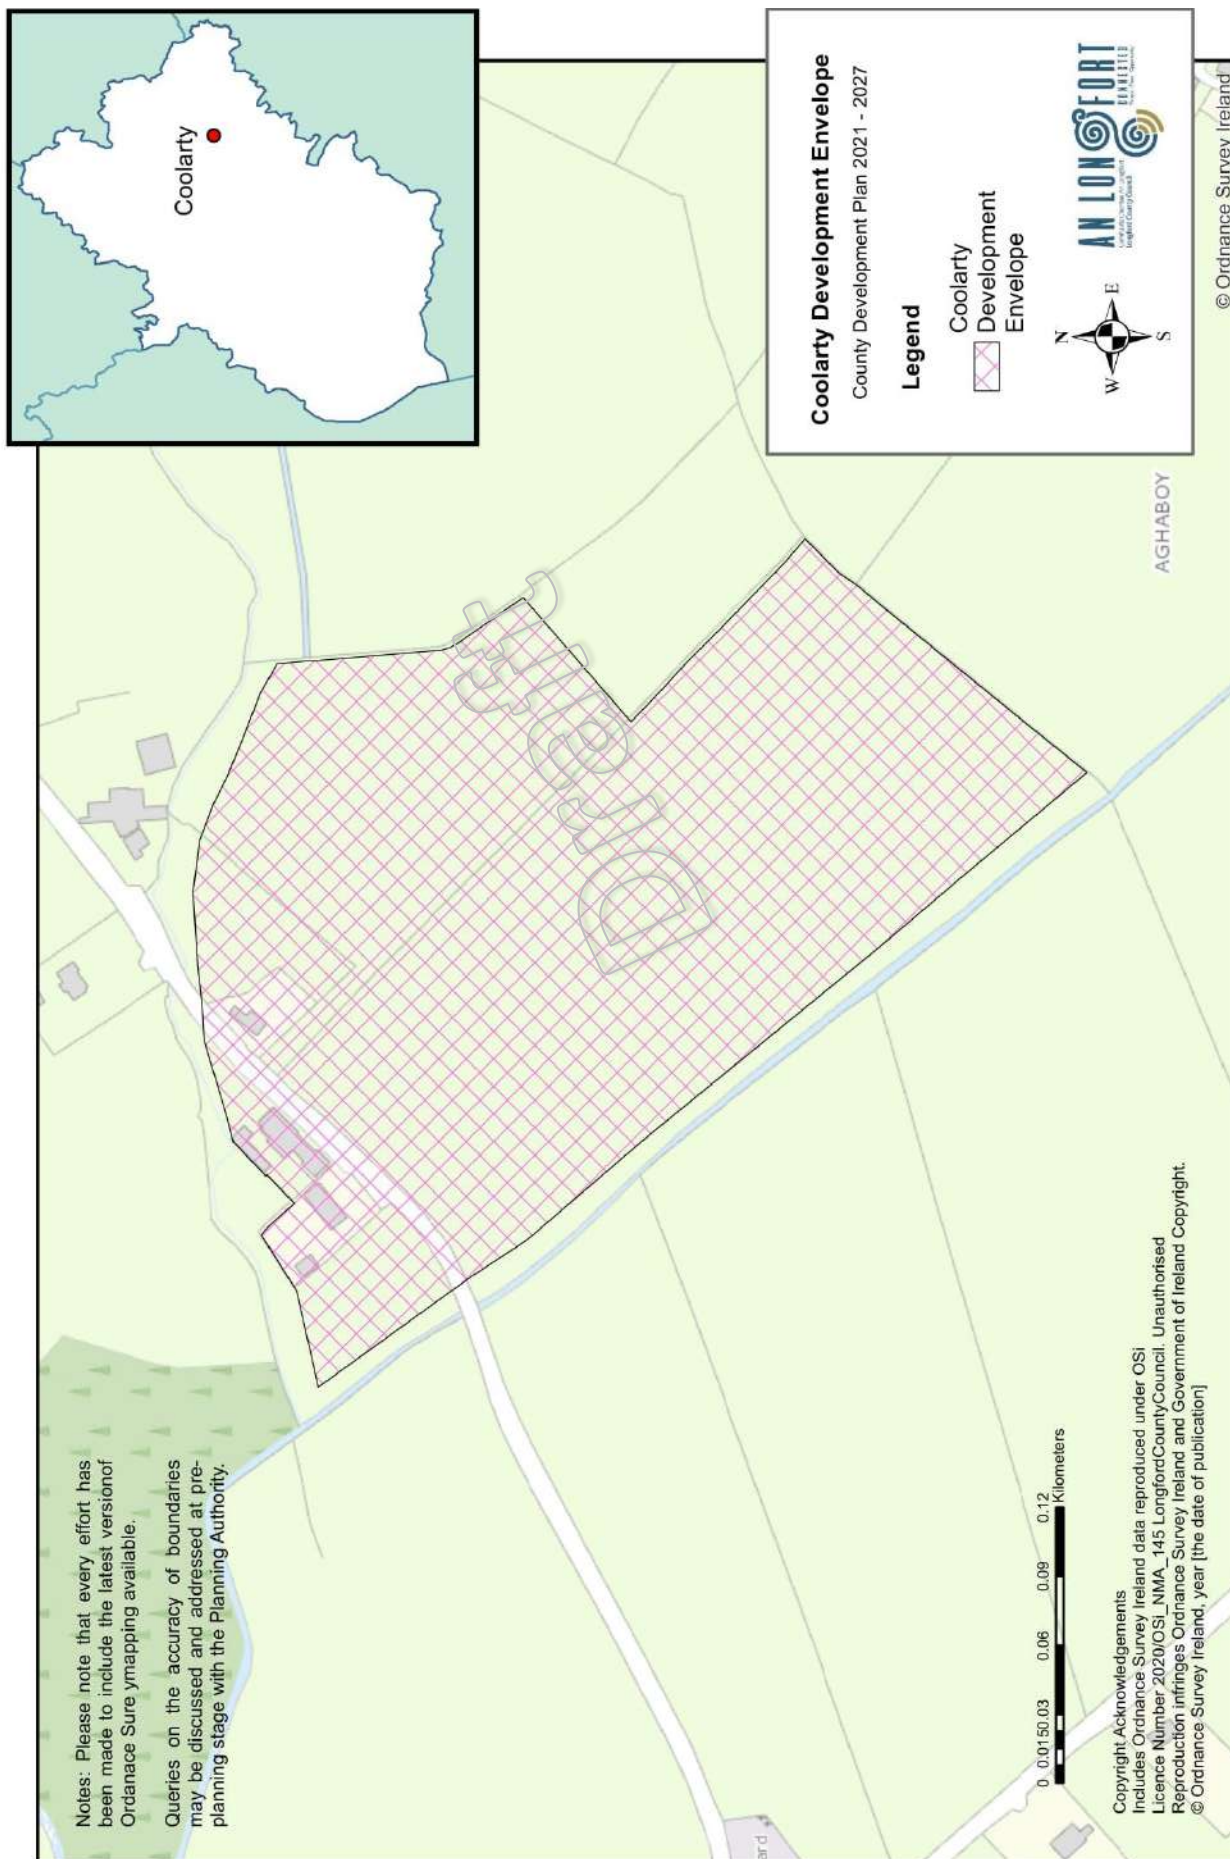 Notes: Please note that every effort has
been made to include the latest versionof
Ordanace Sure ymapping available.
Queries on the accuracy of boundaries
may be discussed and addressed at pre-
planning stage with the Planning Authority.
Coolarty
Draft
ard
AGHABOY
0 0.0150.03 0.06 0.09 0.12
Kilometers
Copyright Acknowledgements
Includes Ordnance Survey Ireland data reproduced under OSi
Licence Number 2020/OSi_NMA_145 LongfordCountyCouncil. Unauthorised
Reproduction infringes Ordnance Survey Ireland and Government of Ireland Copyright.
© Ordnance Survey Ireland, year [the date of publication]
Coolarty Development Envelope
County Development Plan 2021 - 2027
Legend
Coolarty
Development
Envelope
N
W
E
S
AN LONGFORT
CONNECTED
Longford County Council
© Ordnance Survey Ireland